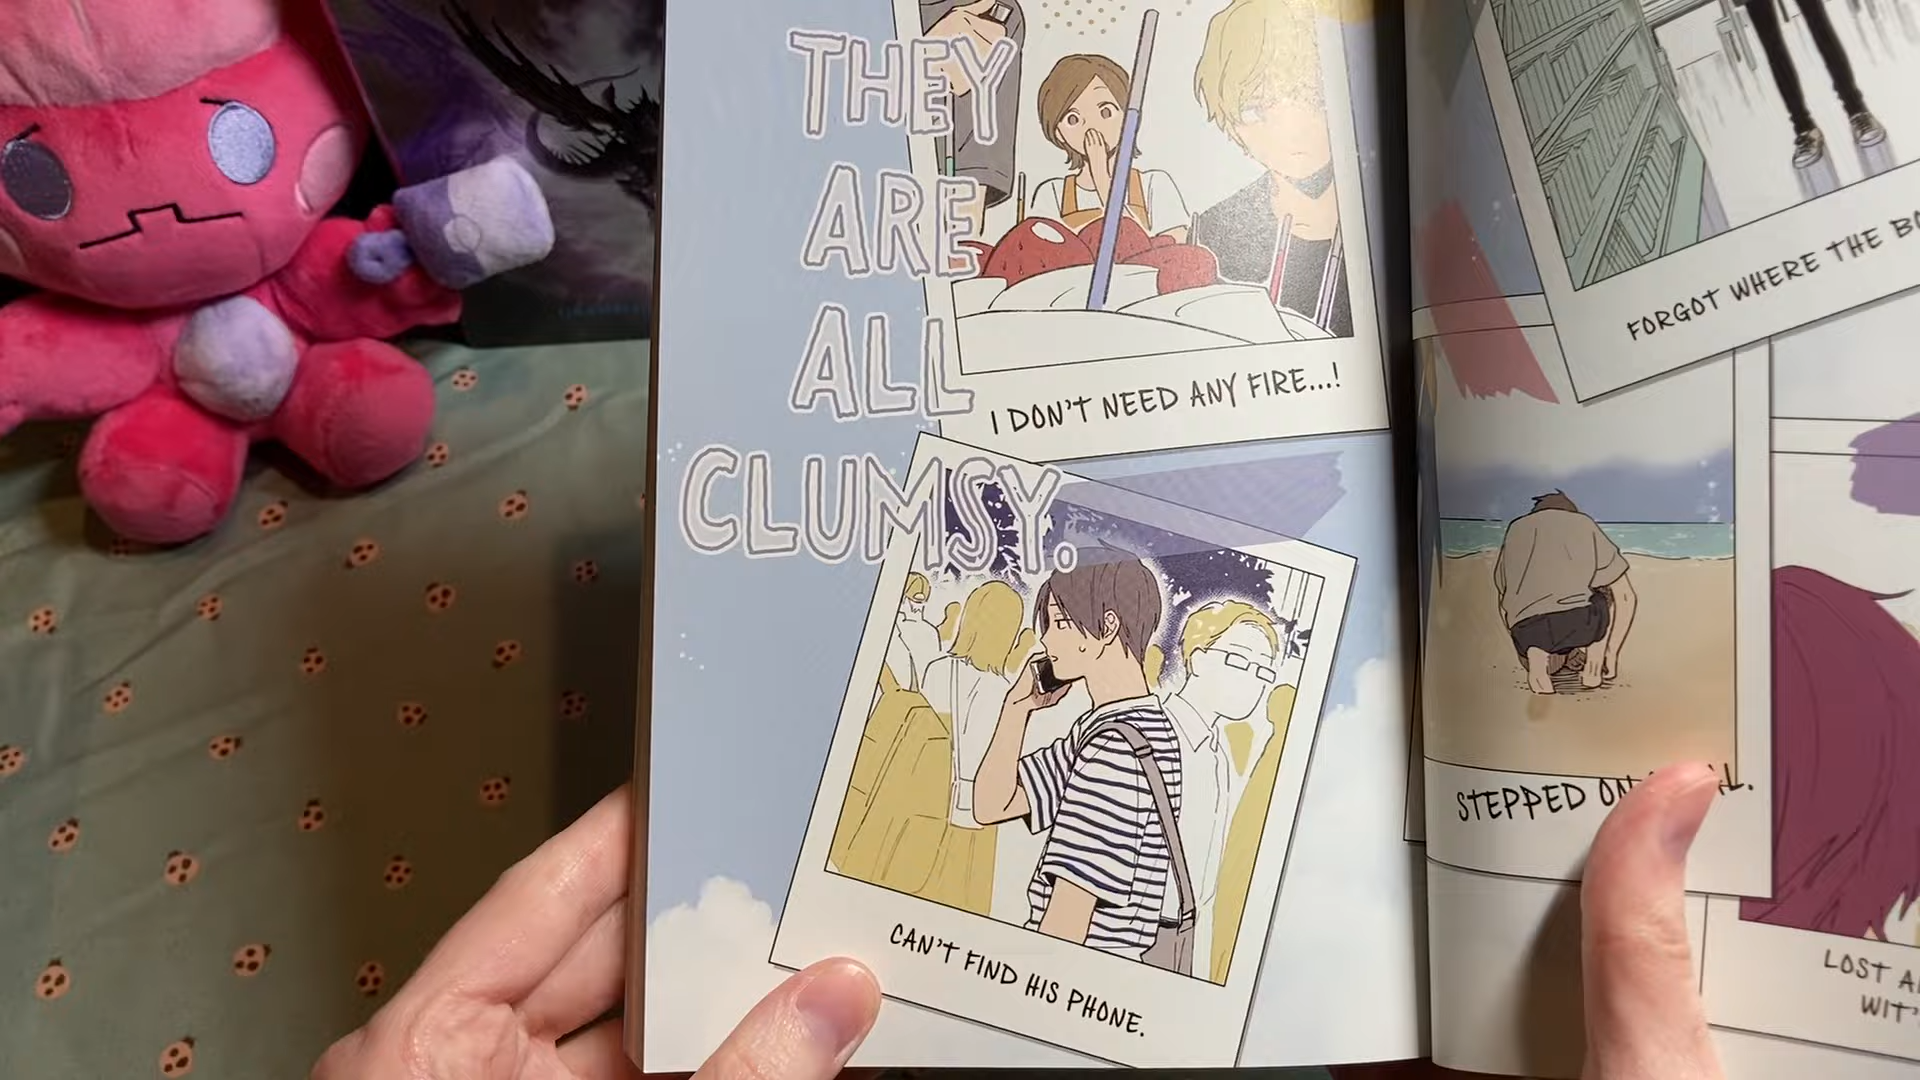 THEY
ARE
ALL
CLUMSY.
I DON'T NEED ANY FIRE...!
CAN'T FIND HIS PHONE.
FORGOT WHERE THE
STEPPED ON
LOST